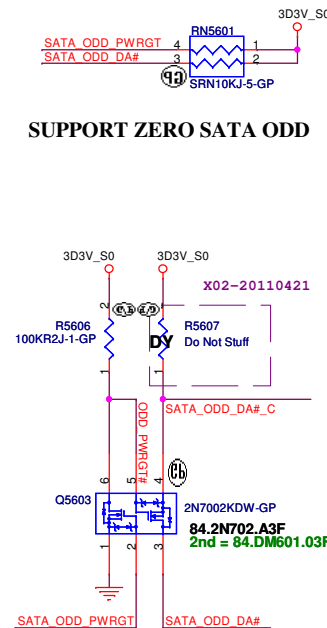 RN5601
3D3V_S0
SATA_ODD_PWRGT 4 1
SATA_ODD_DA# 3 2
GP
SRN10KJ-5-GP
SUPPORT ZERO SATA ODD
3D3V_S0 3D3V_S0
X02-20110421
2 2
R5606 R5607
100KR2J-1-GP DY Do Not Stuff
1 1
ODD_PWRGT#
SATA_ODD_DA#_C
6 5 4
Q5603 2N7002KDW-GP
84.2N702.A3F
2nd = 84.DM601.03F
1 2 3
SATA_ODD_PWRGT SATA_ODD_DA#